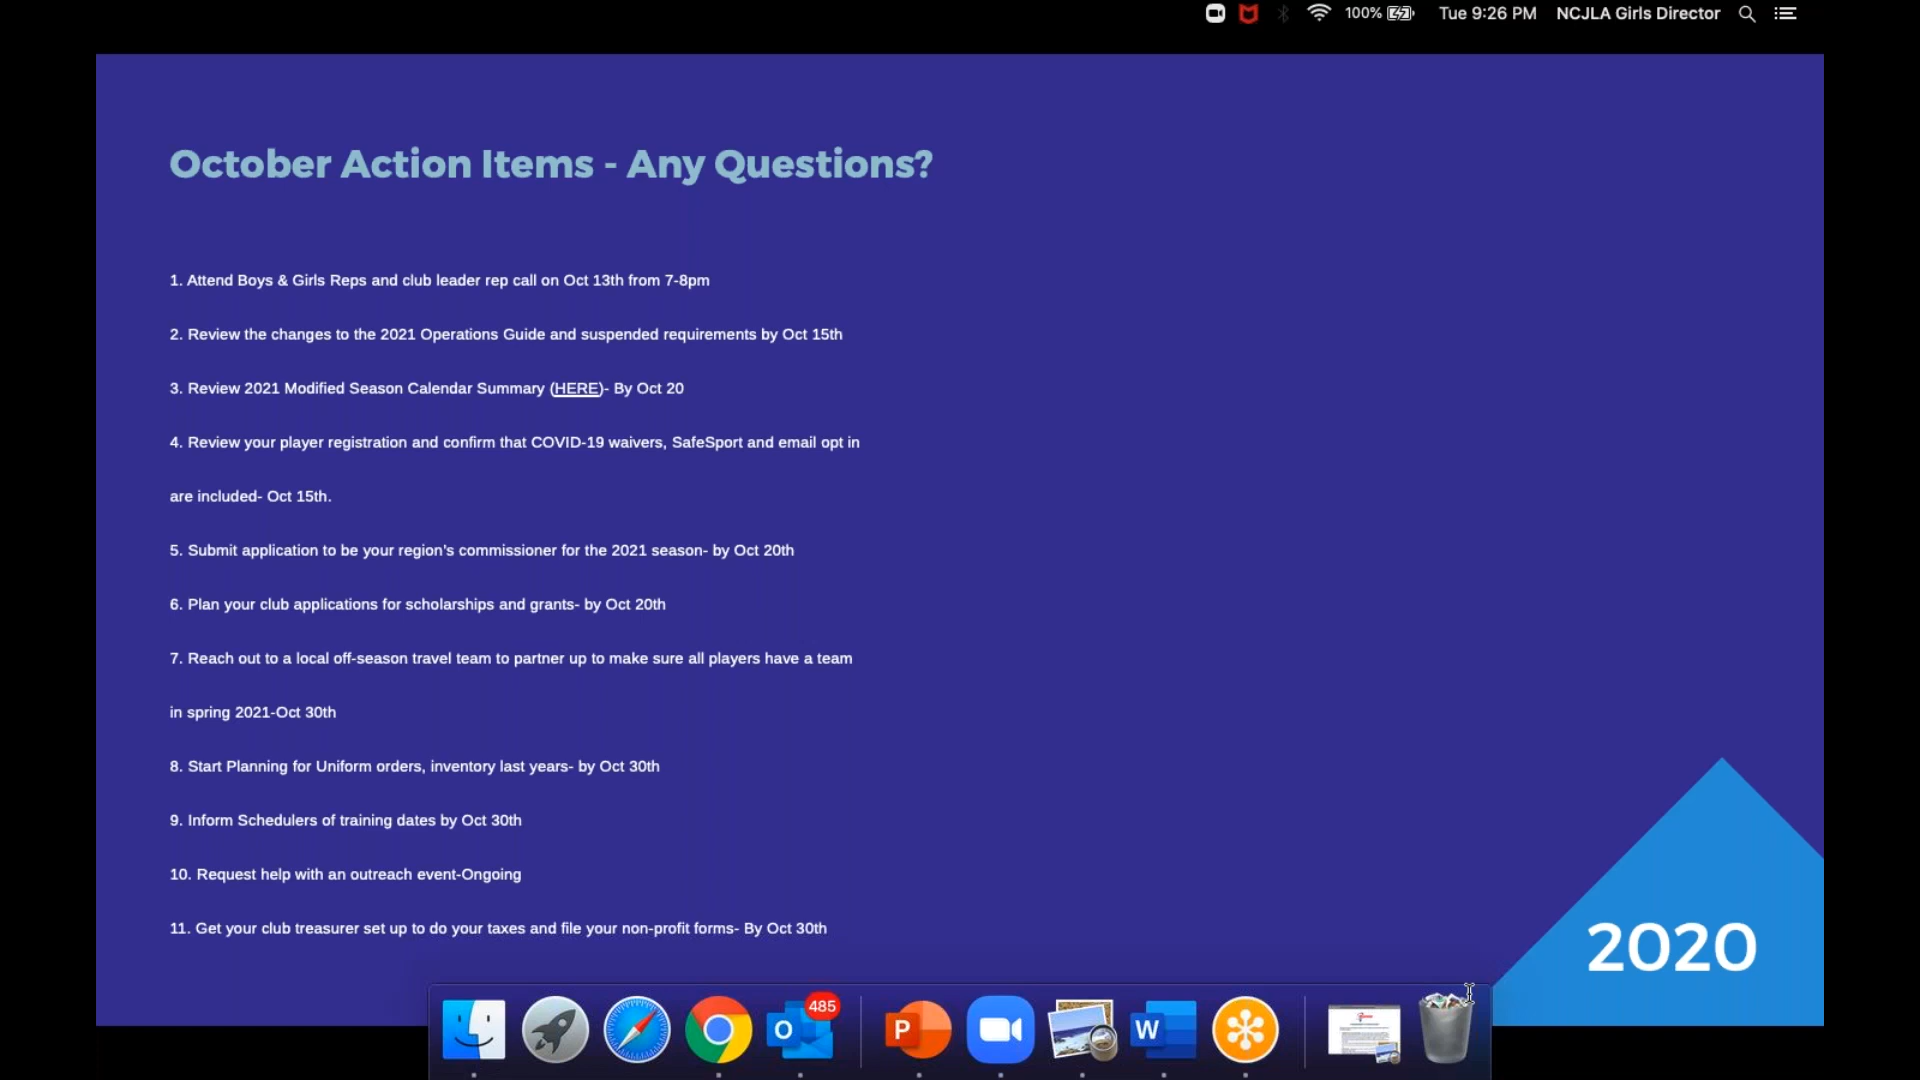 100% Tue 9:26 PM NCJLA Girls Director
October Action Items - Any Questions?
1. Attend Boys & Girls Reps and club leader rep call on Oct 13th from 7-8pm
2. Review the changes to the 2021 Operations Guide and suspended requirements by Oct 15th
3. Review 2021 Modified Season Calendar Summary (HERE)- By Oct 20
4. Review your player registration and confirm that COVID-19 waivers, SafeSport and email opt in
are included- Oct 15th.
5. Submit application to be your region's commissioner for the 2021 season- by Oct 20th
6. Plan your club applications for scholarships and grants- by Oct 20th
7. Reach out to a local off-season travel team to partner up to make sure all players have a team
in spring 2021-Oct 30th
8. Start Planning for Uniform orders, inventory last years- by Oct 30th
9. Inform Schedulers of training dates by Oct 30th
10. Request help with an outreach event-Ongoing
11. Get your club treasurer set up to do your taxes and file your non-profit forms- By Oct 30th
2020
485
O P W